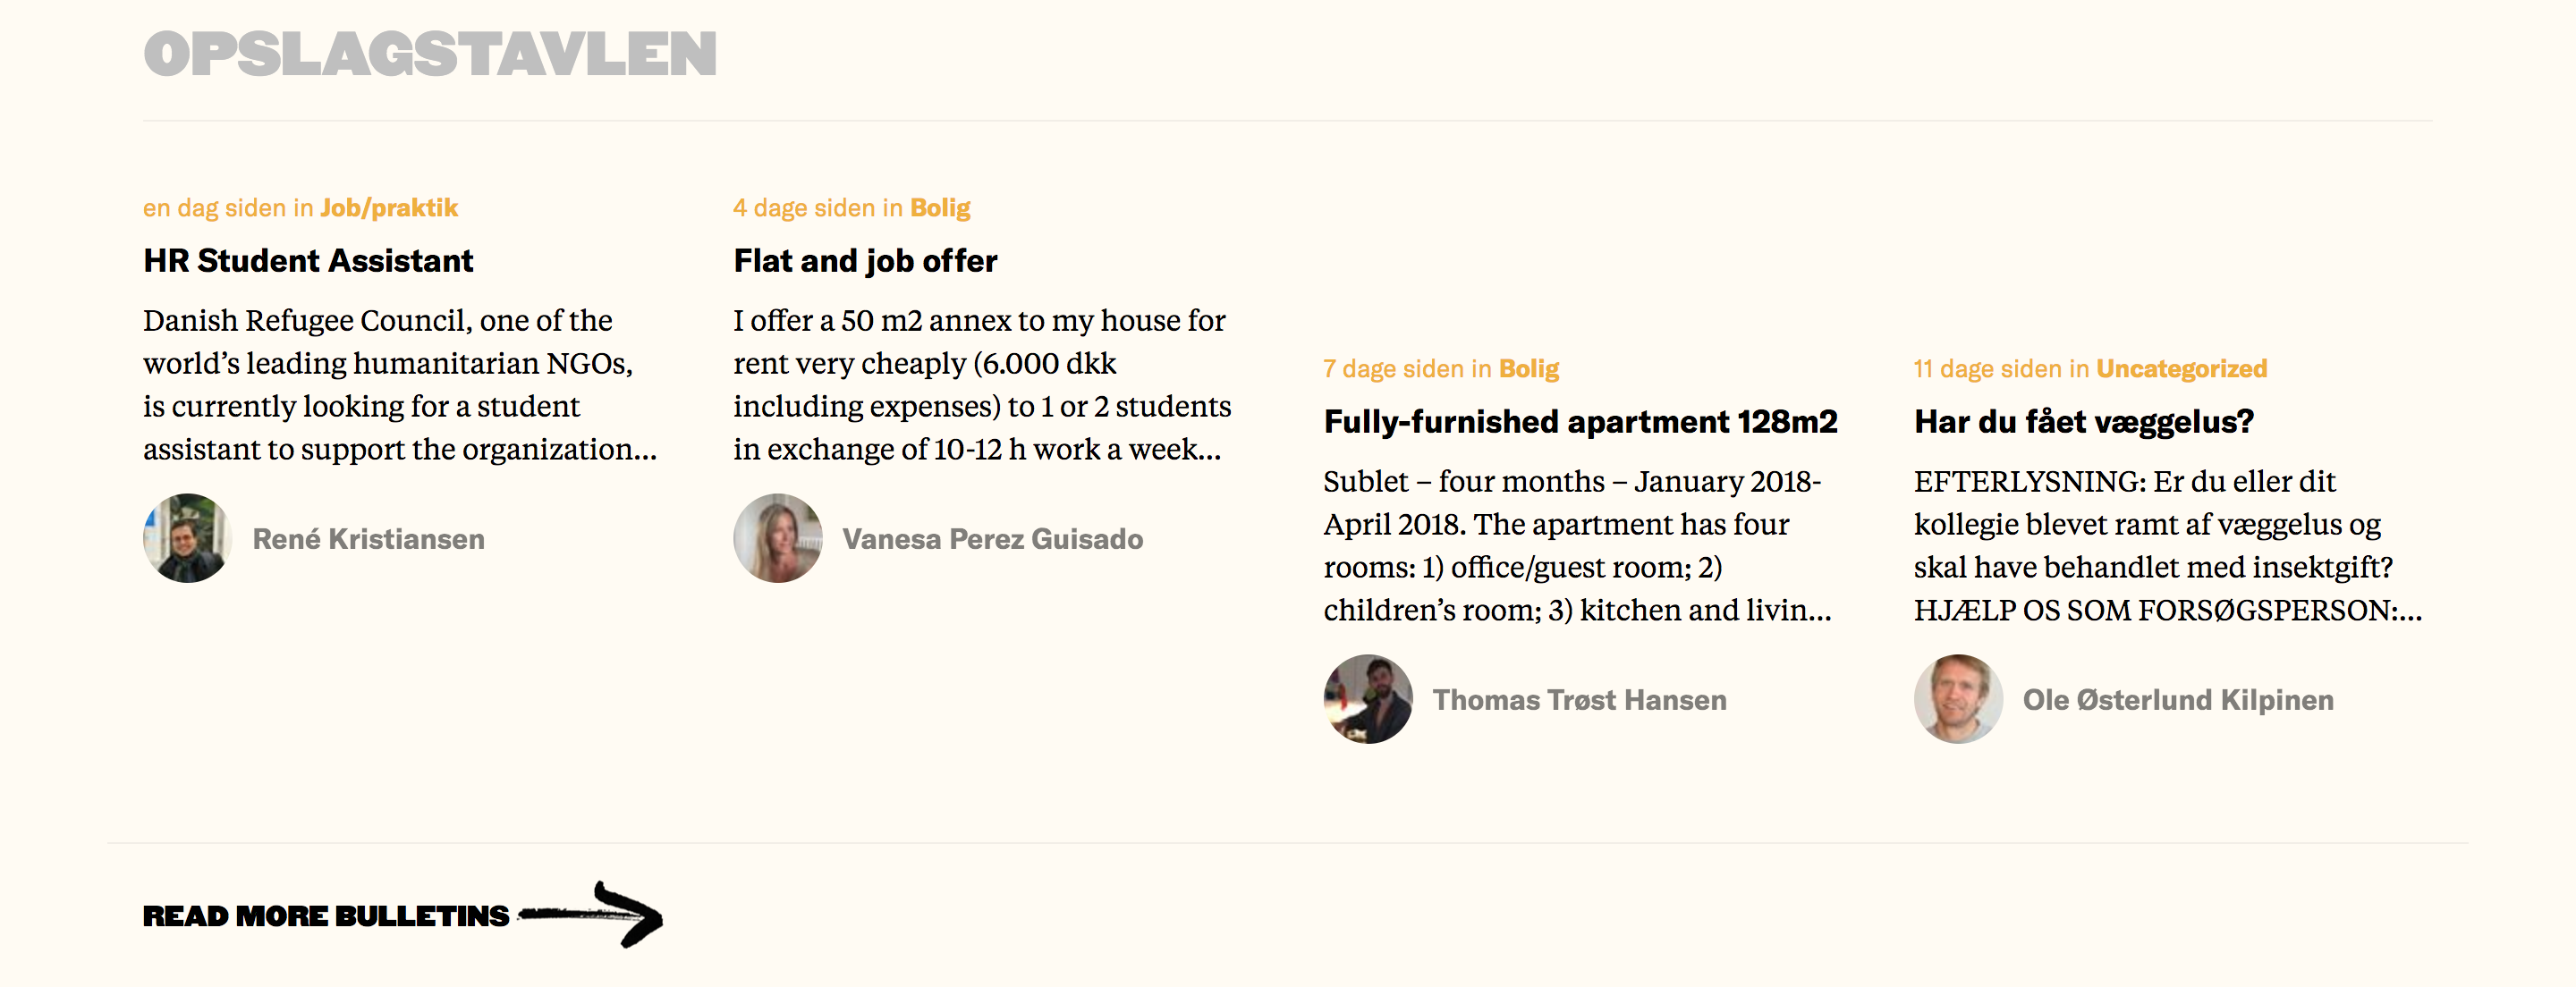 OPSLAGSTAVLEN
en dag siden in Job/praktik
HR Student Assistant
Danish Refugee Council, one of the
world’s leading humanitarian NGOs,
is currently looking for a student
assistant to support the organization...
René Kristiansen
4 dage siden in Bolig
Flat and job offer
I offer a 50 m2 annex to my house for
rent very cheaply (6.000 dkk
including expenses) to 1 or 2 students
in exchange of 10-12 h work a week...
Vanesa Perez Guisado
7 dage siden in Bolig
Fully-furnished apartment 128m2
Sublet – four months – January 2018-
April 2018. The apartment has four
rooms: 1) office/guest room; 2)
children’s room; 3) kitchen and livin...
Thomas Trøst Hansen
11 dage siden in Uncategorized
Har du fået væggelus?
EFTERLYSNING: Er du eller dit
kollegie blevet ramt af væggelus og
skal have behandlet med insektgift?
HJÆLP OS SOM FORSØGSPERSON:...
Ole Østerlund Kilpinen
READ MORE BULLETINS